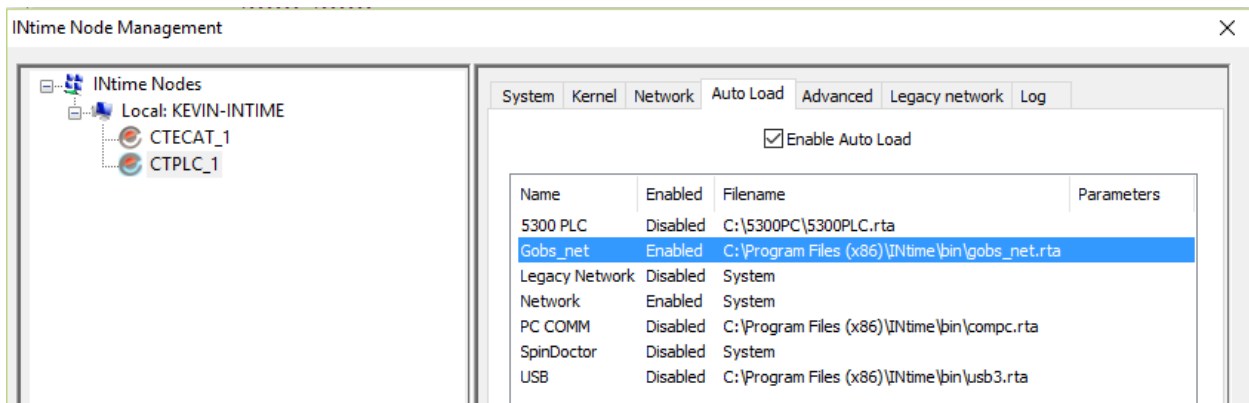 INtime Node Management
INtime Nodes
Local: KEVIN-INTIME
CTECAT_1
CTPLC_1
System Kernel Network Auto Load Advanced Legacy network Log
Enable Auto Load
Name Enabled Filename Parameters
5300 PLC Disabled C:\5300PC\5300PLC.rta
Gobs_net Enabled C:\Program Files (x86)\INtime\bin\gobs_net.rta
Legacy Network Disabled System
Network Enabled System
PC COMM Disabled C:\Program Files (x86)\INtime\bin\compc.rta
SpinDoctor Disabled System
USB Disabled C:\Program Files (x86)\INtime\bin\usb3.rta